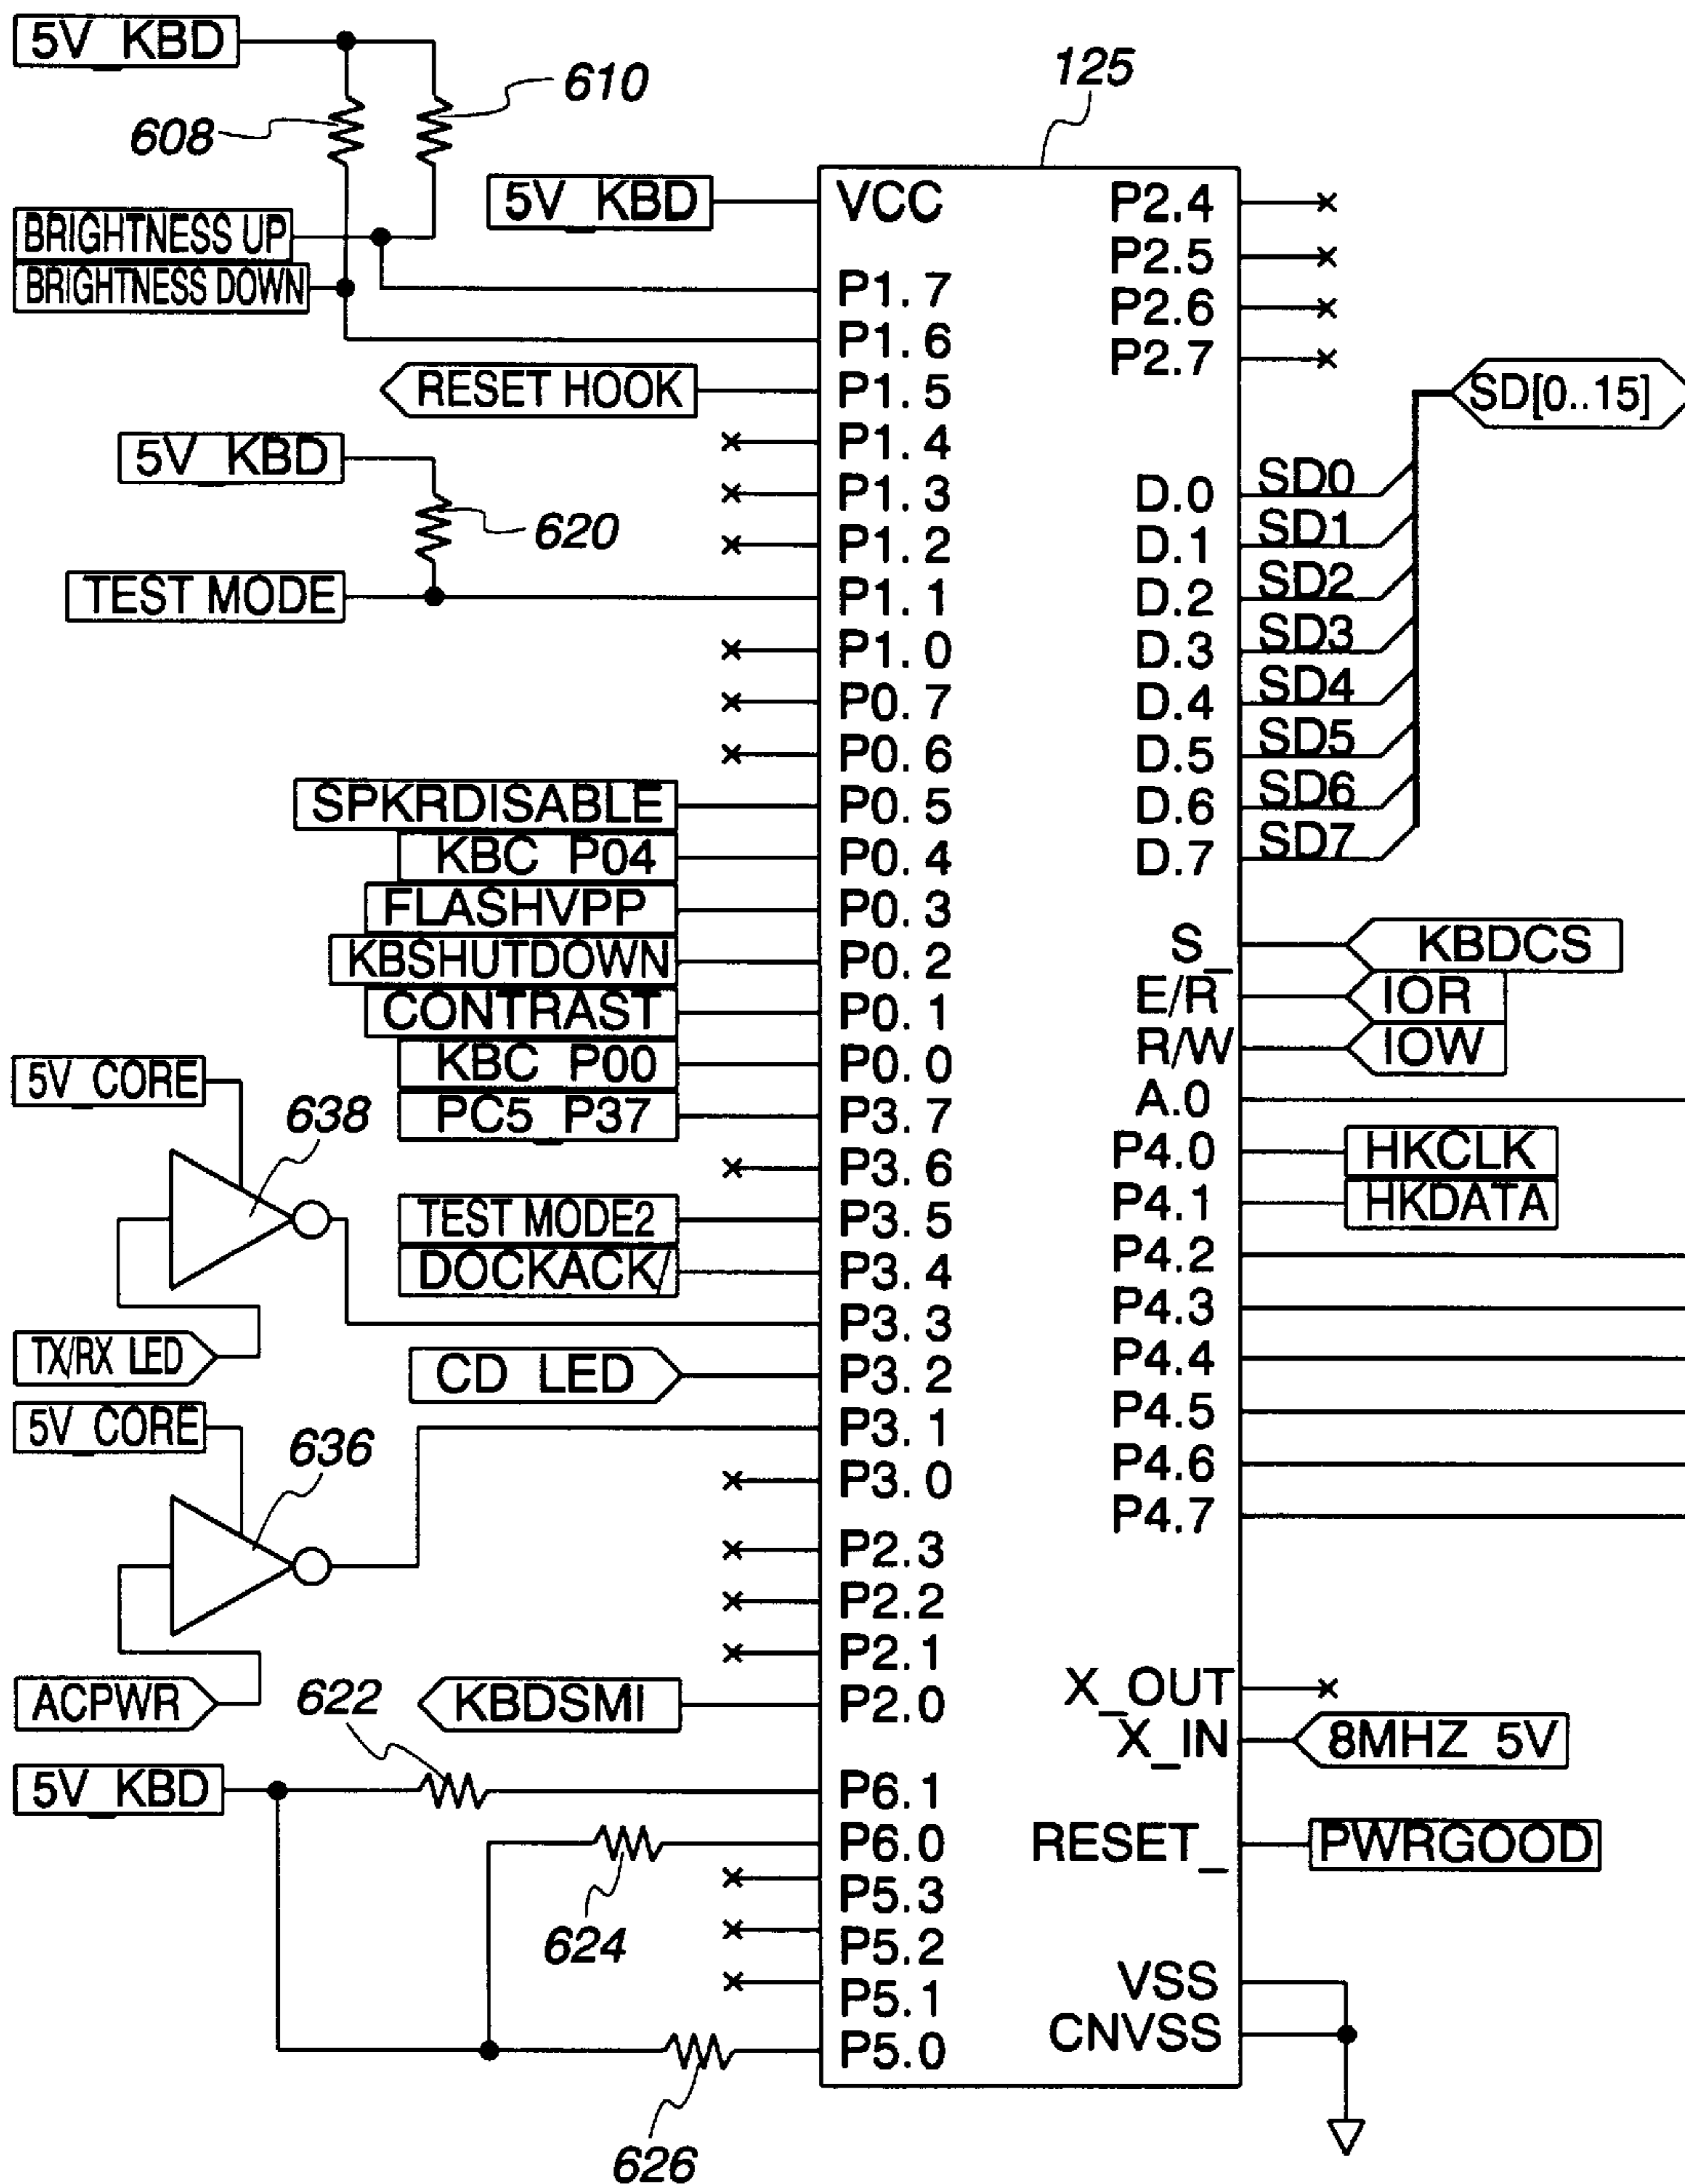 5V_KBD
610
125
608
5V_KBD
VCC
P2.4
BRIGHTNESS UP
P2.5
BRIGHTNESS DOWN
P1.7
P2.6
P1.6
P2.7
RESET HOOK
P1.5
SD[0..15]
P1.4
5V_KBD
P1.3
D.0
SD0
620
P1.2
D.1
SD1
TEST MODE
P1.1
D.2
SD2
P1.0
D.3
SD3
P0.7
D.4
SD4
P0.6
D.5
SD5
SPKRDISABLE
P0.5
D.6
SD6
KBC_P04
P0.4
D.7
SD7
FLASHVPP
P0.3
KBSHUTDOWN
P0.2
S_
KBDCS
CONTRAST
P0.1
E/R
IOR
KBC_P00
P0.0
R/W
IOW
5V_CORE
638
PC5_P37
P3.7
A.0
P3.6
P4.0
HKCLK
TEST MODE2
P3.5
P4.1
HKDATA
DOCKACK/
P3.4
P4.2
P3.3
P4.3
TX/RX LED
CD LED
P3.2
P4.4
5V_CORE
P3.1
P4.5
636
P3.0
P4.6
P2.3
P4.7
P2.2
P2.1
ACPWR
622
KBDSMI
P2.0
X_OUT
X_IN
8MHZ_5V
5V_KBD
P6.1
P6.0
RESET_
PWRGOOD
P5.3
624
P5.2
P5.1
VSS
P5.0
CNVSS
626